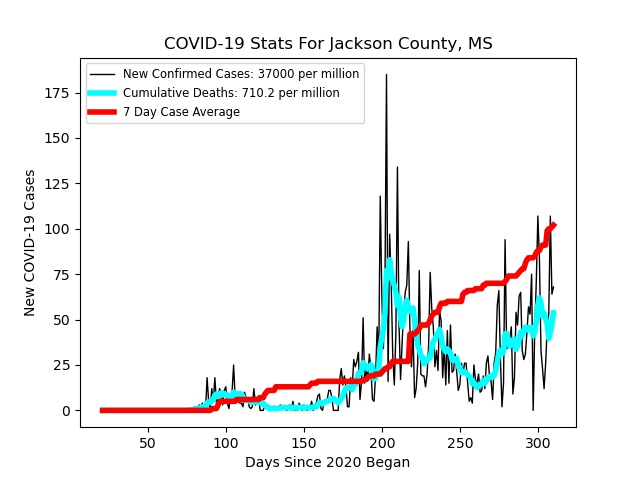 COVID-19 Stats For Jackson County, MS
New Confirmed Cases: 37000 per million
Cumulative Deaths: 710.2 per million
7 Day Case Average
175
150
125
100
75
50
25
0
New COVID-19 Cases
50 100 150 200 250 300
Days Since 2020 Began